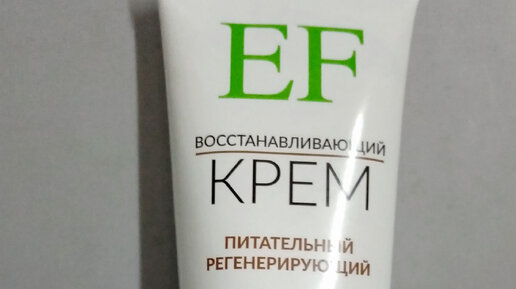 EF
ВОССТАНАВЛИВАЮЩИЙ
КРЕМ
ПИТАТЕЛЬНЫЙ
РЕГЕНЕРИРУЮЩИЙ